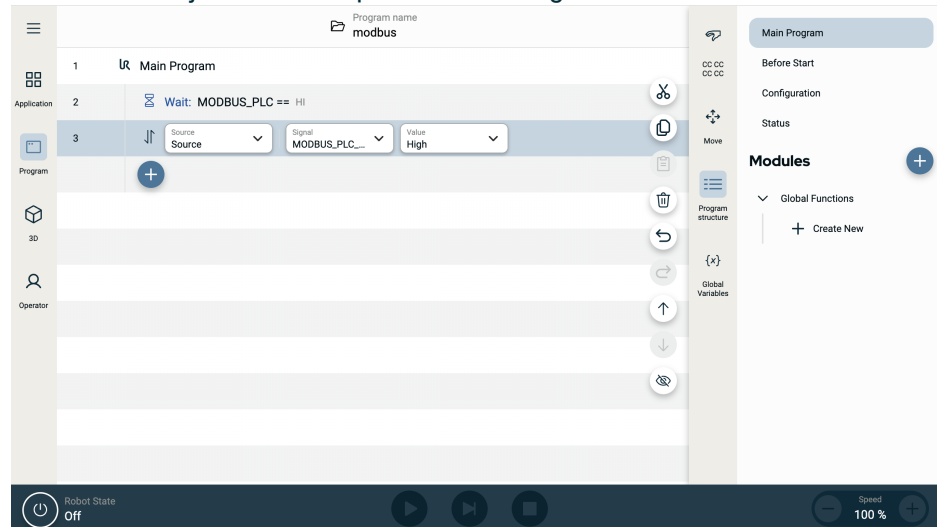 Program name
modbus
1 Main Program
Application
2 Wait: MODBUS_PLC == HI
3
Source
Source
Signal
MODBUS_PLC_...
Value
High
Program
3D
Operator
CC CC
CC CC
Move
Program
structure
{x}
Global
Variables
Main Program
Before Start
Configuration
Status
Modules
Global Functions
Create New
Robot State
Off
Speed
100 %